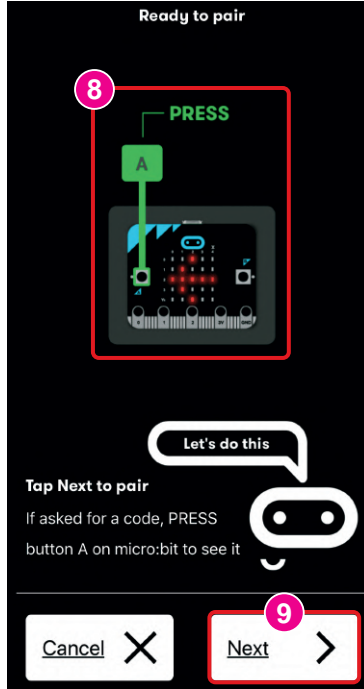 Ready to pair
8
PRESS
A
Let's do this
Tap Next to pair
If asked for a code, PRESS
button A on micro:bit to see it
9
Cancel
Next